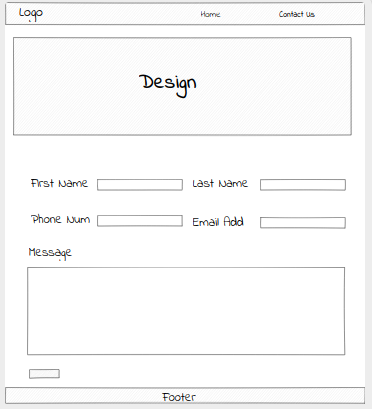 Logo Home Contact Us
Design
First Name Last Name
Phone Num Email Add
Message
Footer